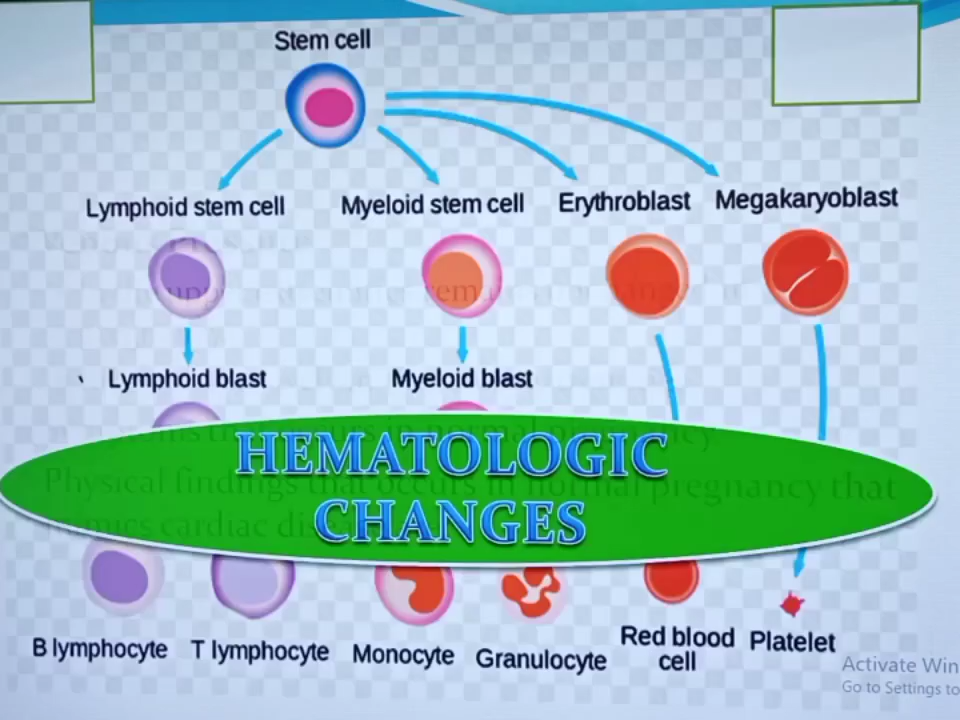 Stem cell
Lymphoid stem cell
Myeloid stem cell
Erythroblast
Megakaryoblast
Lymphoid blast
Myeloid blast
HEMATOLOGIC
CHANGES
Physical findings that occurs in normal pregnancy that
B lymphocyte
T lymphocyte
Monocyte
Granulocyte
Red blood
cell
Platelet
Activate Win
Go to Settings to